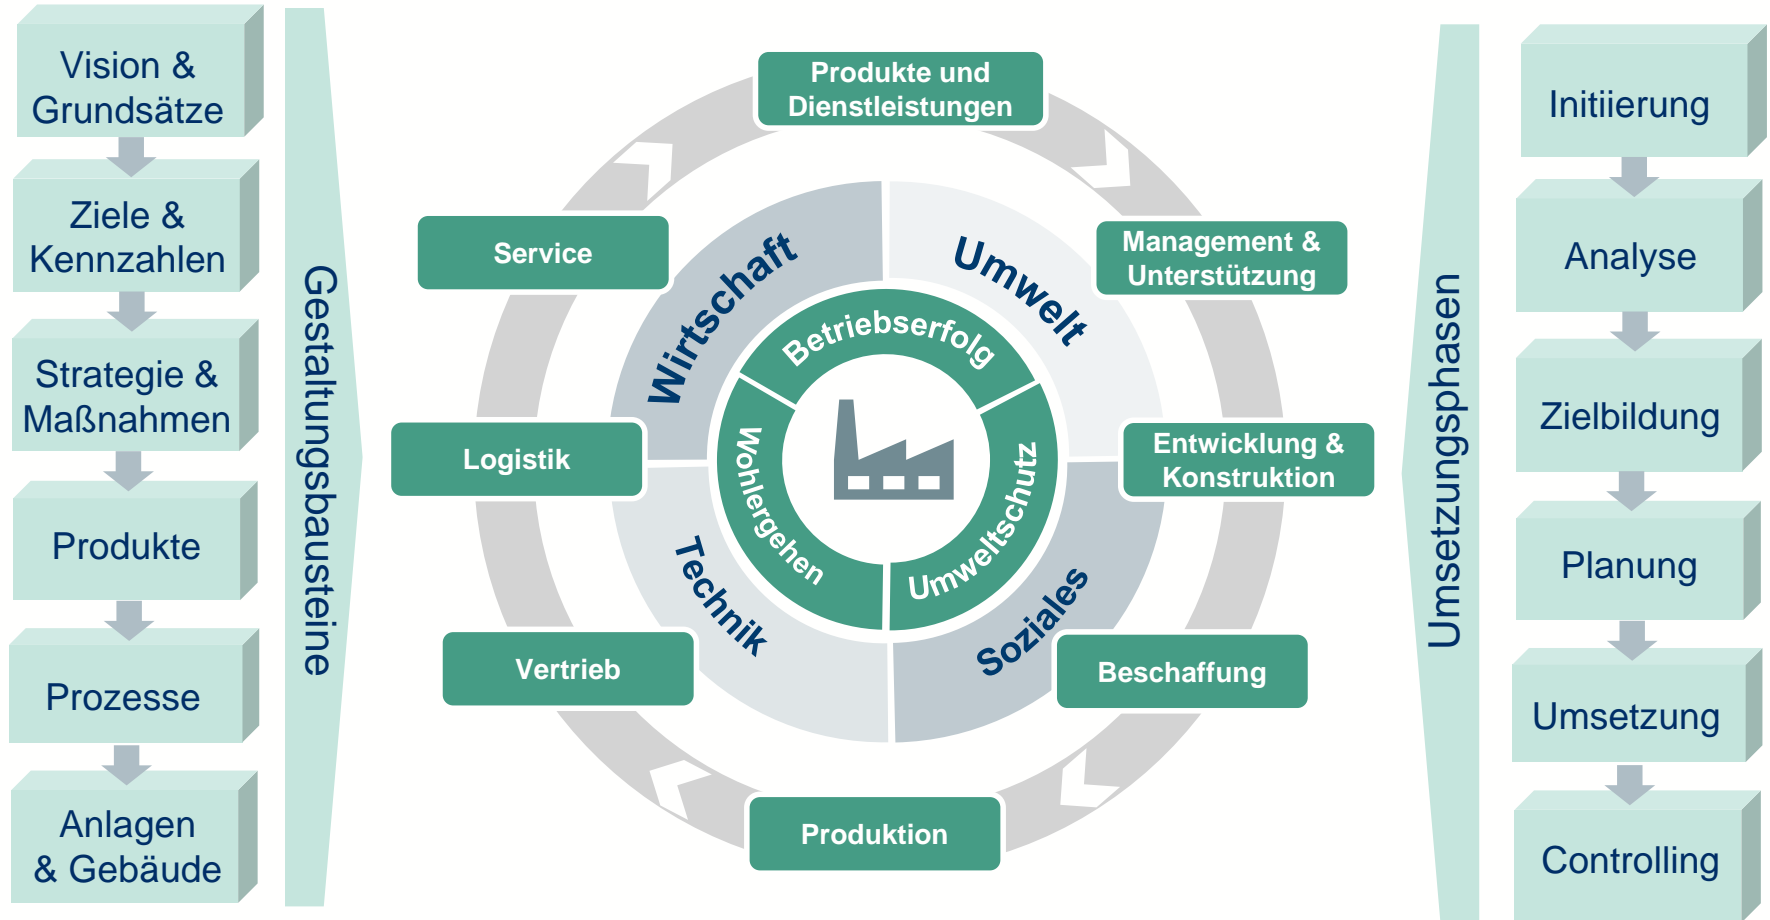 Vision &
Grundsätze
Ziele &
Kennzahlen
Strategie &
Maßnahmen
Produkte
Prozesse
Anlagen
& Gebäude
Gestaltungsbausteine
Produkte und
Dienstleistungen
Management &
Unterstützung
Entwicklung &
Konstruktion
Beschaffung
Produktion
Vertrieb
Logistik
Service
Wirtschaft
Umwelt
Soziales
Technik
Betriebserfolg
Umweltschutz
Wohlergehen
Umsetzungsphasen
Initiierung
Analyse
Zielbildung
Planung
Umsetzung
Controlling